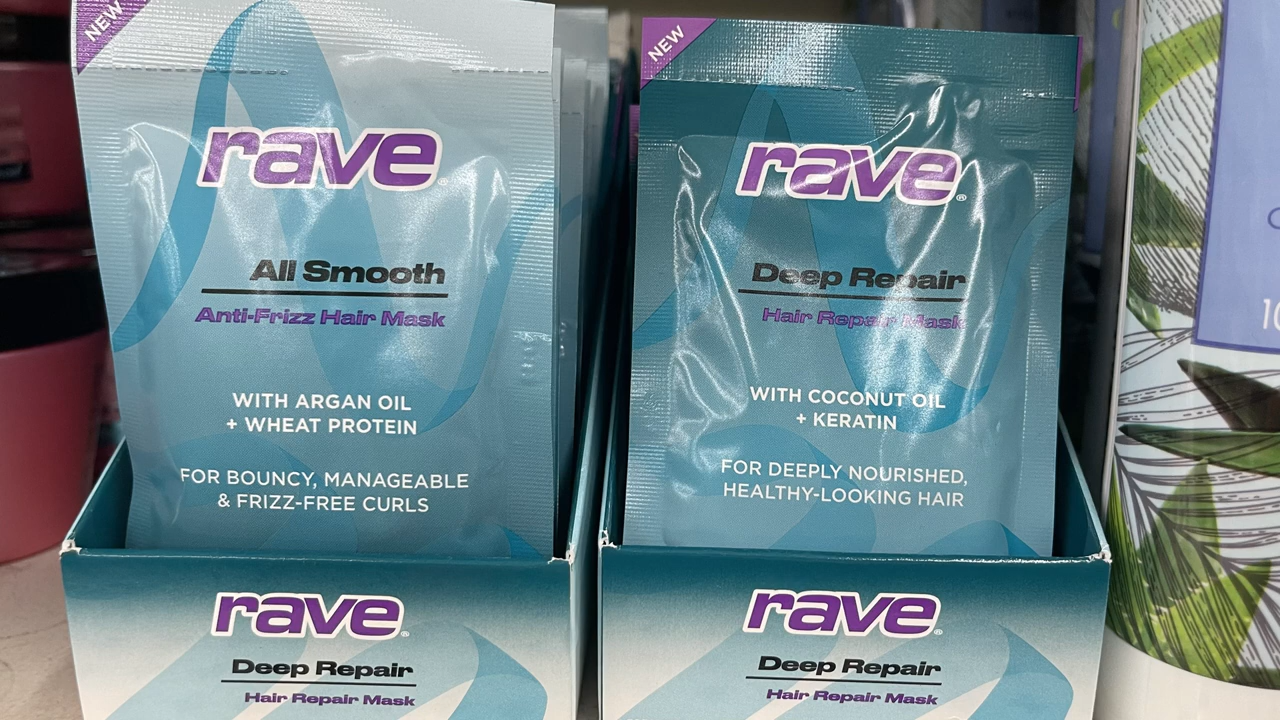 NEW
rave
All Smooth
Anti-Frizz Hair Mask
WITH ARGAN OIL
+ WHEAT PROTEIN
FOR BOUNCY, MANAGEABLE
& FRIZZ-FREE CURLS
rave®
Deep Repair
Hair Repair Mask
NEW
rave®
Deep Repair
Hair Repair Mask
WITH COCONUT OIL
+ KERATIN
FOR DEEPLY NOURISHED,
HEALTHY-LOOKING HAIR
rave®
Deep Repair
Hair Repair Mask